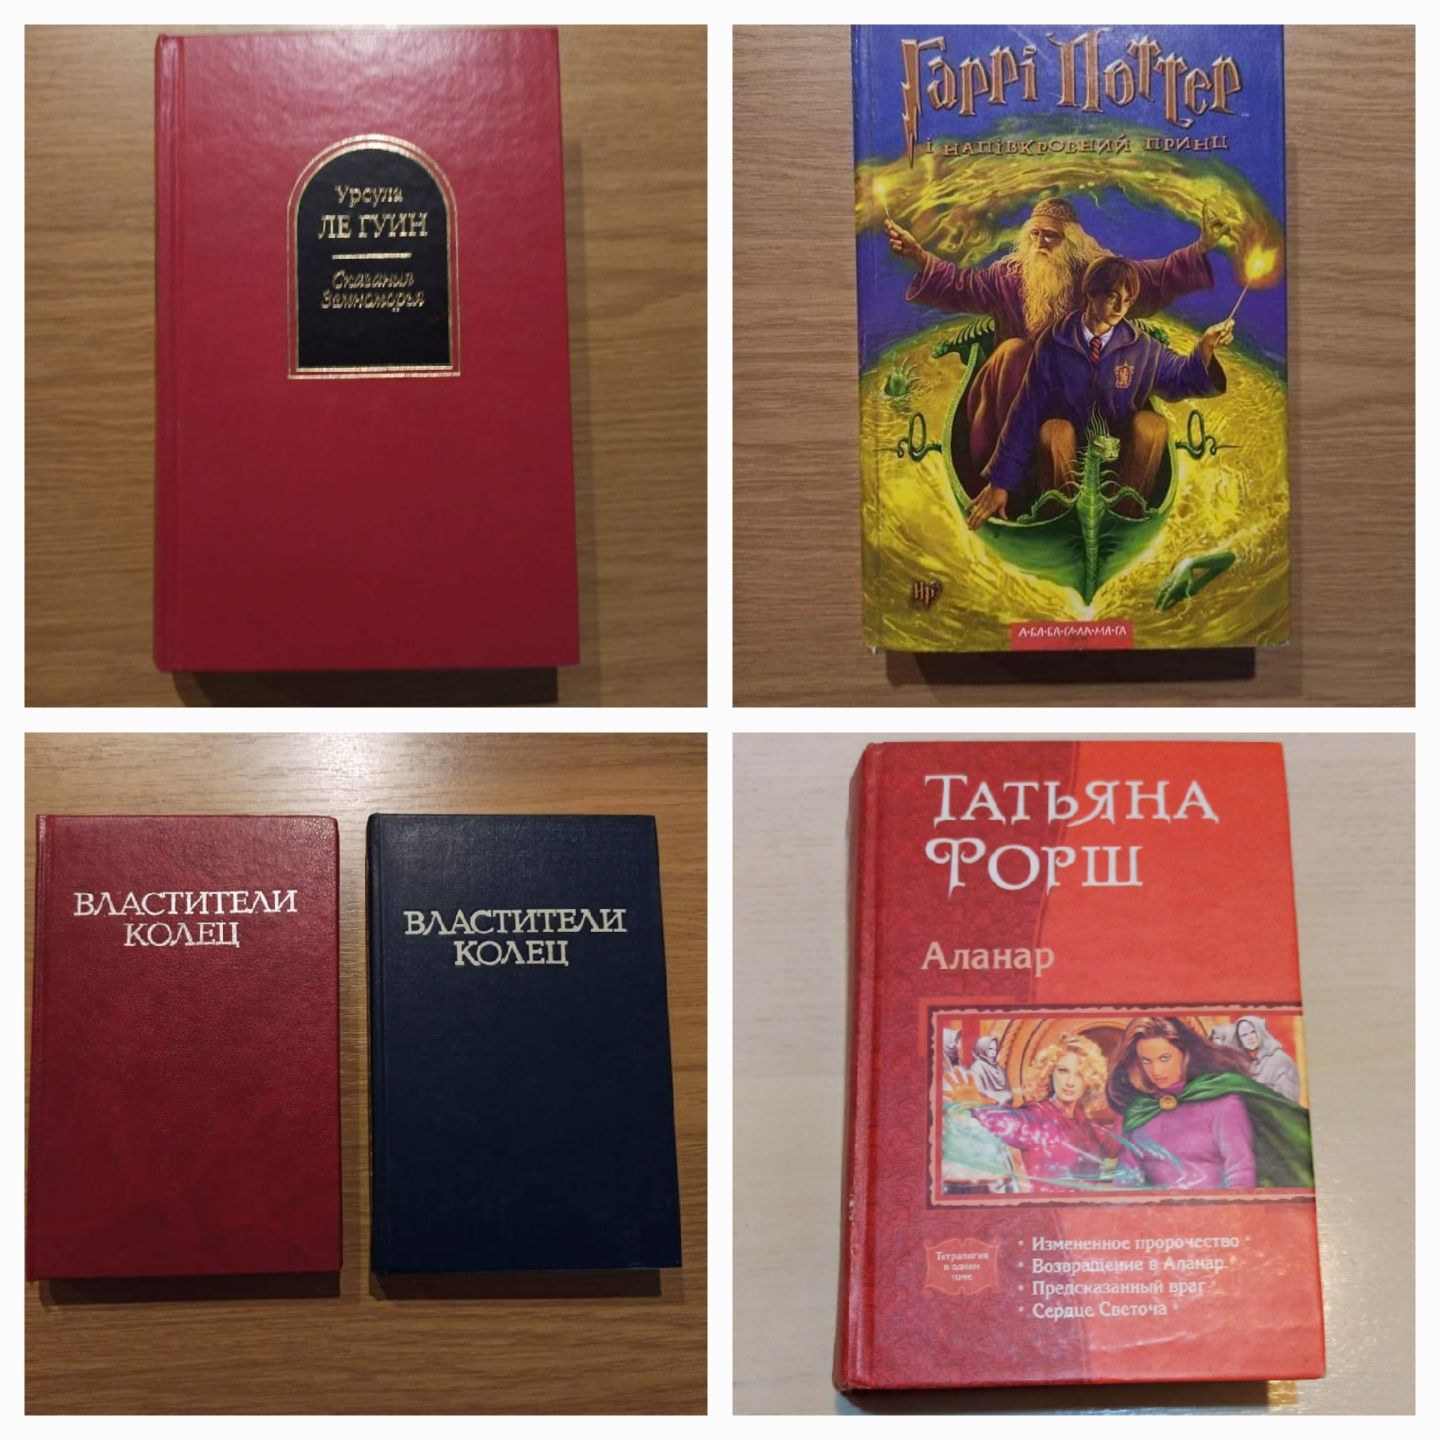 Урсула
ЛЕ ГУИН
Сказания
Земноморья
Гаррі Поттер
і напівкровний принц
HP6
А-БА-БА-ГА-ЛА-МА-ГА
ВЛАСТИТЕЛИ
КОЛЕЦ
ВЛАСТИТЕЛИ
КОЛЕЦ
ТАТЬЯНА
ФОРШ
Аланар
Тетралогия
в одном
томе
• Измененное пророчество •
• Возвращение в Аланар •
• Предсказанный враг •
• Сердце Светоча •